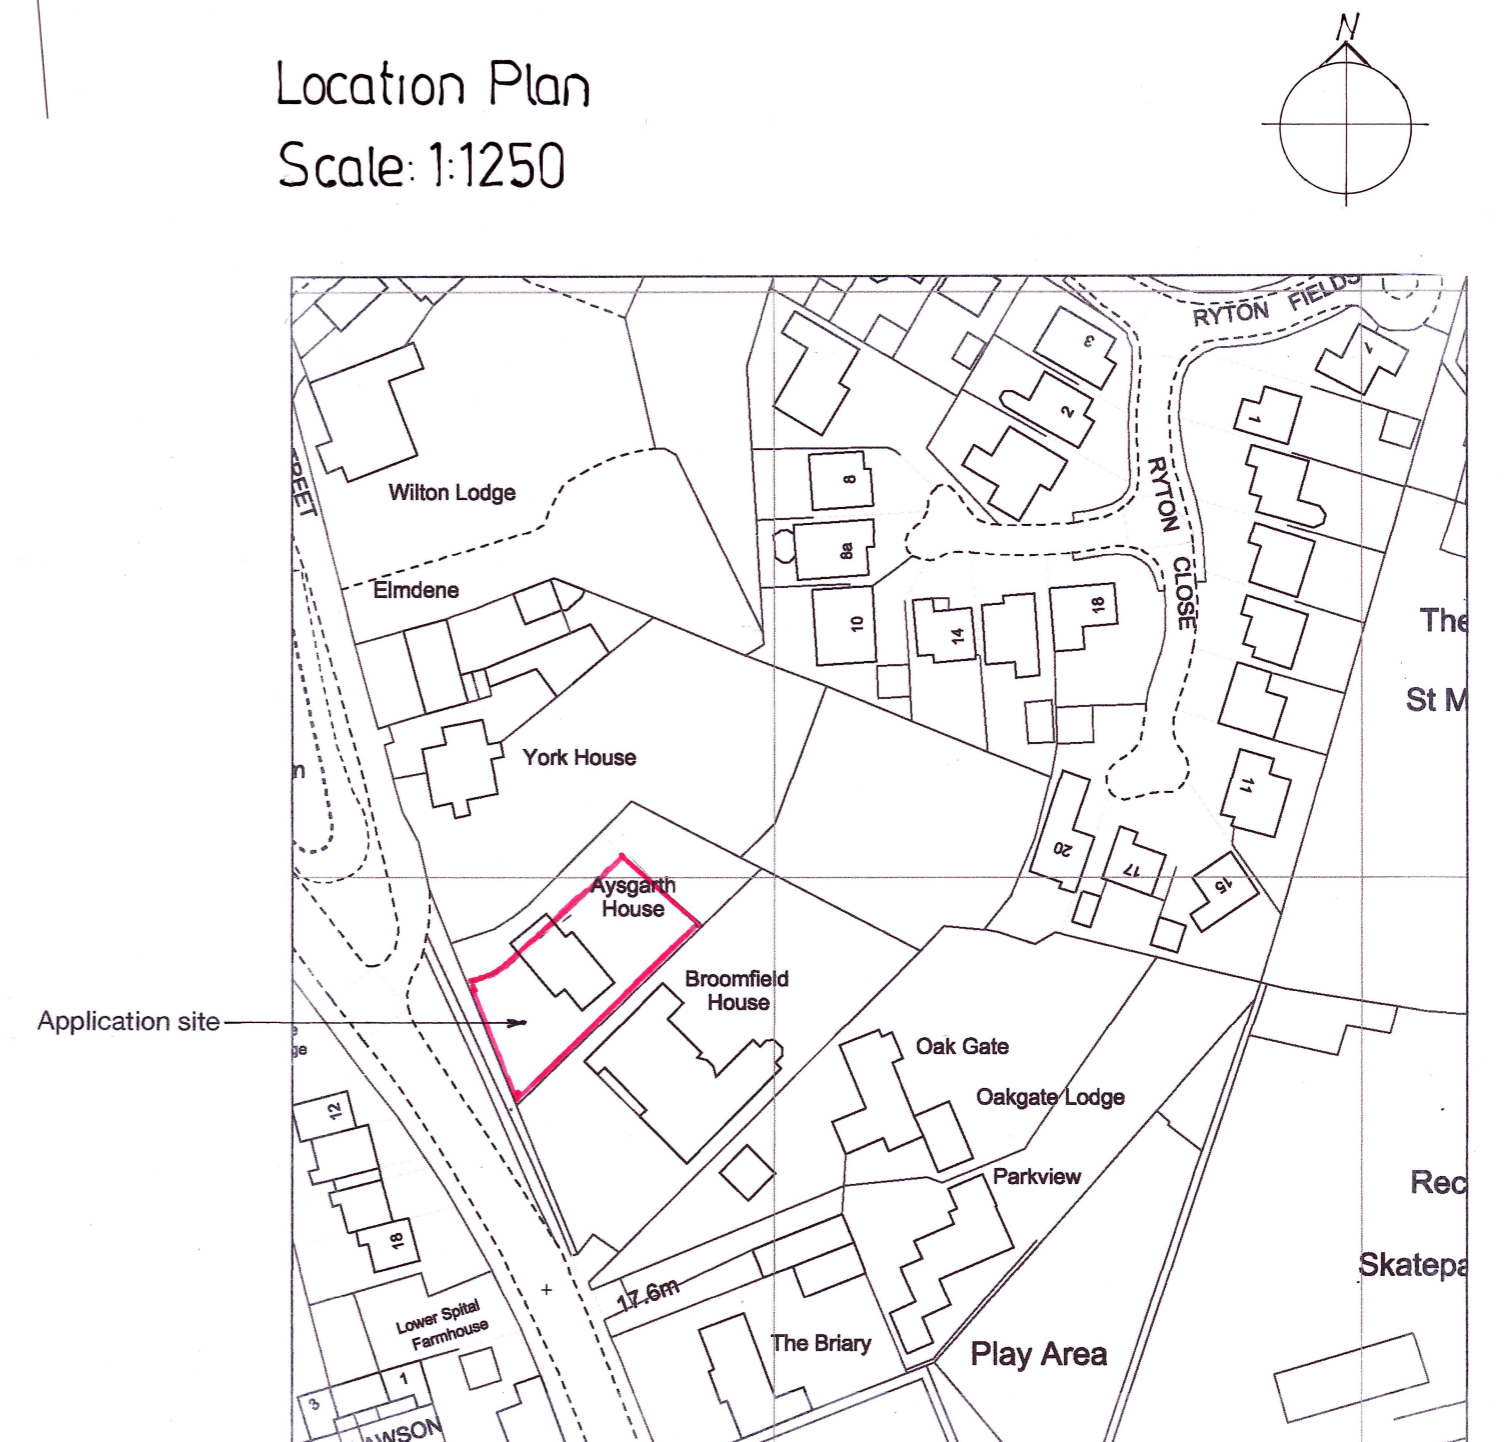 N
Location Plan
Scale: 1:1250
RYTON FIELDS
3
2
1
1
Wilton Lodge
8
8a
RYTON CLOSE
Elmdene
10
14
18
The
St M
York House
11
20
17
15
Aysgarth
House
Broomfield
House
Application site
Oak Gate
Oakgate Lodge
12
Parkview
Rec
18
Skatepa
17.6m
Lower Spital
Farmhouse
The Briary
Play Area
1
3
AWSON